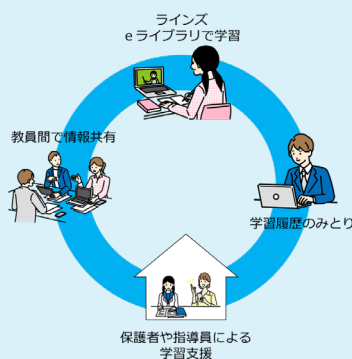 ラインズ
eライブラリで学習
教員間で情報共有
学習履歴のみとり
保護者や指導員による
学習支援